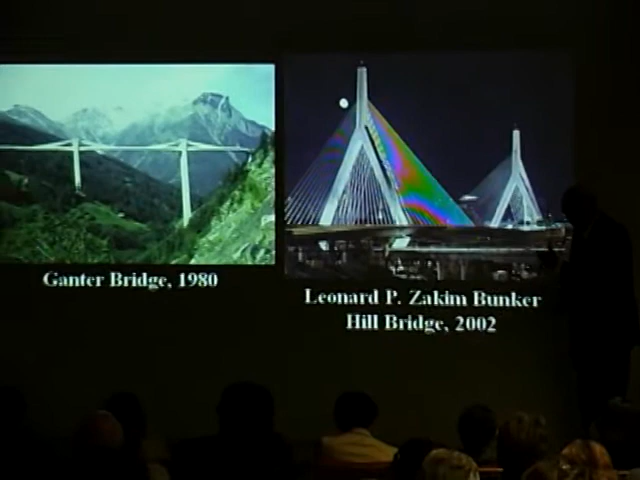 Ganter Bridge, 1980
Leonard P. Zakim Bunker
Hill Bridge, 2002